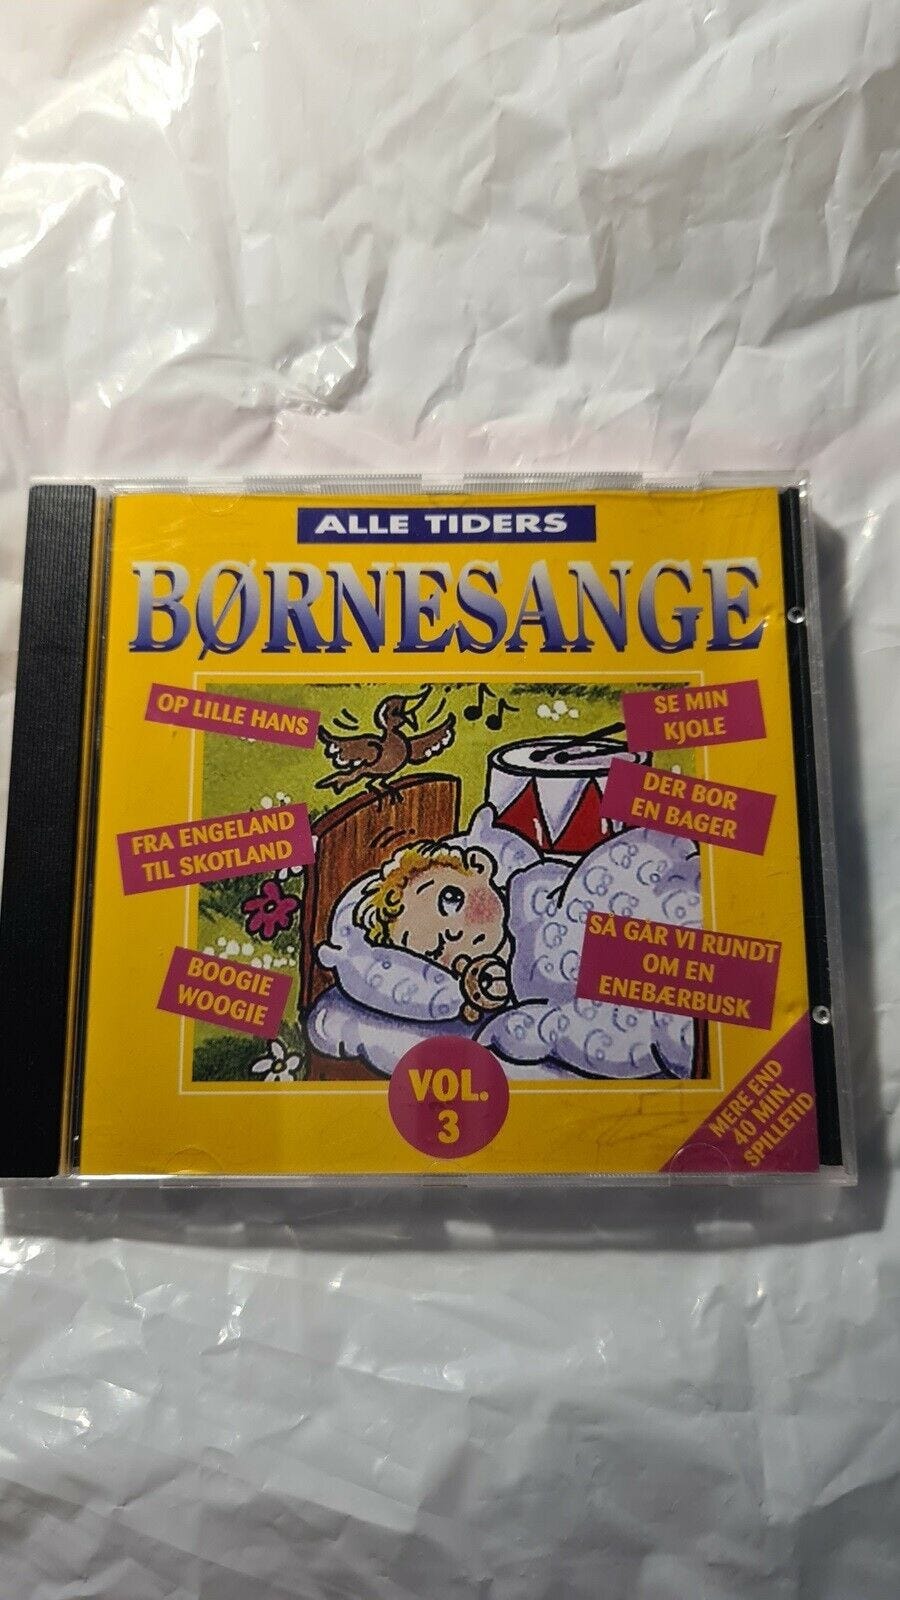 ALLE TIDERS
BØRNESANGE
OP LILLE HANS
SE MIN
KJOLE
DER BOR
EN BAGER
FRA ENGELAND
TIL SKOTLAND
SÅ GÅR VI RUNDT
OM EN
ENEBÆRBUSK
BOOGIE
WOOGIE
VOL.
3
MERE END
40 MIN.
SPILLETID